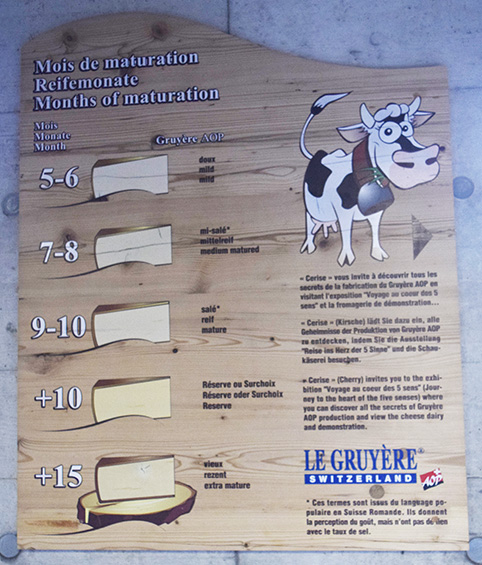 Mois de maturation
Reifemonate
Months of maturation
Mois
Monate
Month
Gruyère AOP
5-6
doux
mild
mild
7-8
mi-salé*
mittelreif
medium matured
9-10
salé*
reif
mature
+10
Réserve ou Surchoix
Réserve oder Surchoix
Reserve
+15
vieux
rezent
extra mature
« Cerise » vous invite à découvrir tous les
secrets de la fabrication du Gruyère AOP en
visitant l'exposition "Voyage au coeur des 5
sens" et la fromagerie de démonstration...
« Cerise » (Kirsche) lädt Sie dazu ein, alle
Geheimnisse der Produktion von Gruyère AOP
zu entdecken, indem Sie die Ausstellung
"Reise ins Herz der 5 Sinne" und die Schau-
käserei besuchen.
« Cerise » (Cherry) invites you to the exhi-
bition "Voyage au coeur des 5 sens" (Jour-
ney to the heart of the five senses) where
you can discover all the secrets of Gruyère
AOP production and view the cheese dairy
and demonstration.
LE GRUYÈRE®
SWITZERLAND
AOP
* Ces termes sont issus du language po-
pulaire en Suisse Romande. Ils donnent
la perception du goût, mais n'ont pas de lien
avec le taux de sel.